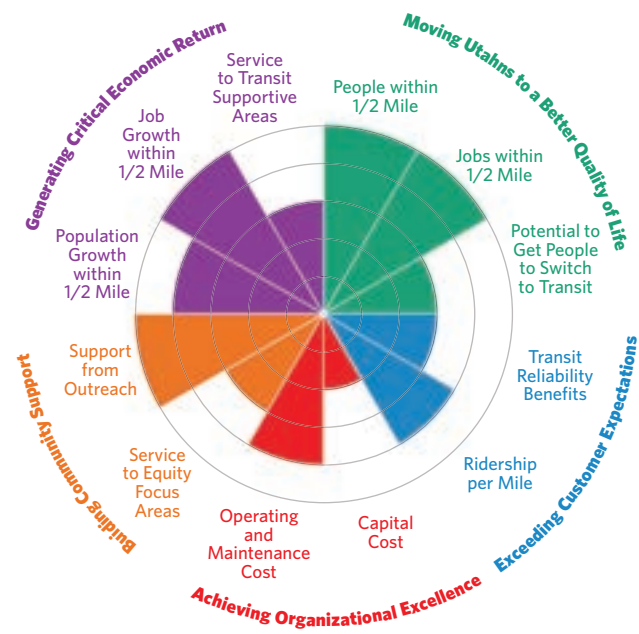 Moving Utahns to a Better Quality of Life
People within
1/2 Mile
Jobs within
1/2 Mile
Potential to
Get People
to Switch
to Transit
Exceeding Customer Expectations
Transit
Reliability
Benefits
Ridership
per Mile
Achieving Organizational Excellence
Capital
Cost
Operating
and
Maintenance
Cost
Buiding Community Support
Service
to Equity
Focus
Areas
Support
from
Outreach
Generating Critical Economic Return
Population
Growth
within
1/2 Mile
Job
Growth
within
1/2 Mile
Service
to Transit
Supportive
Areas